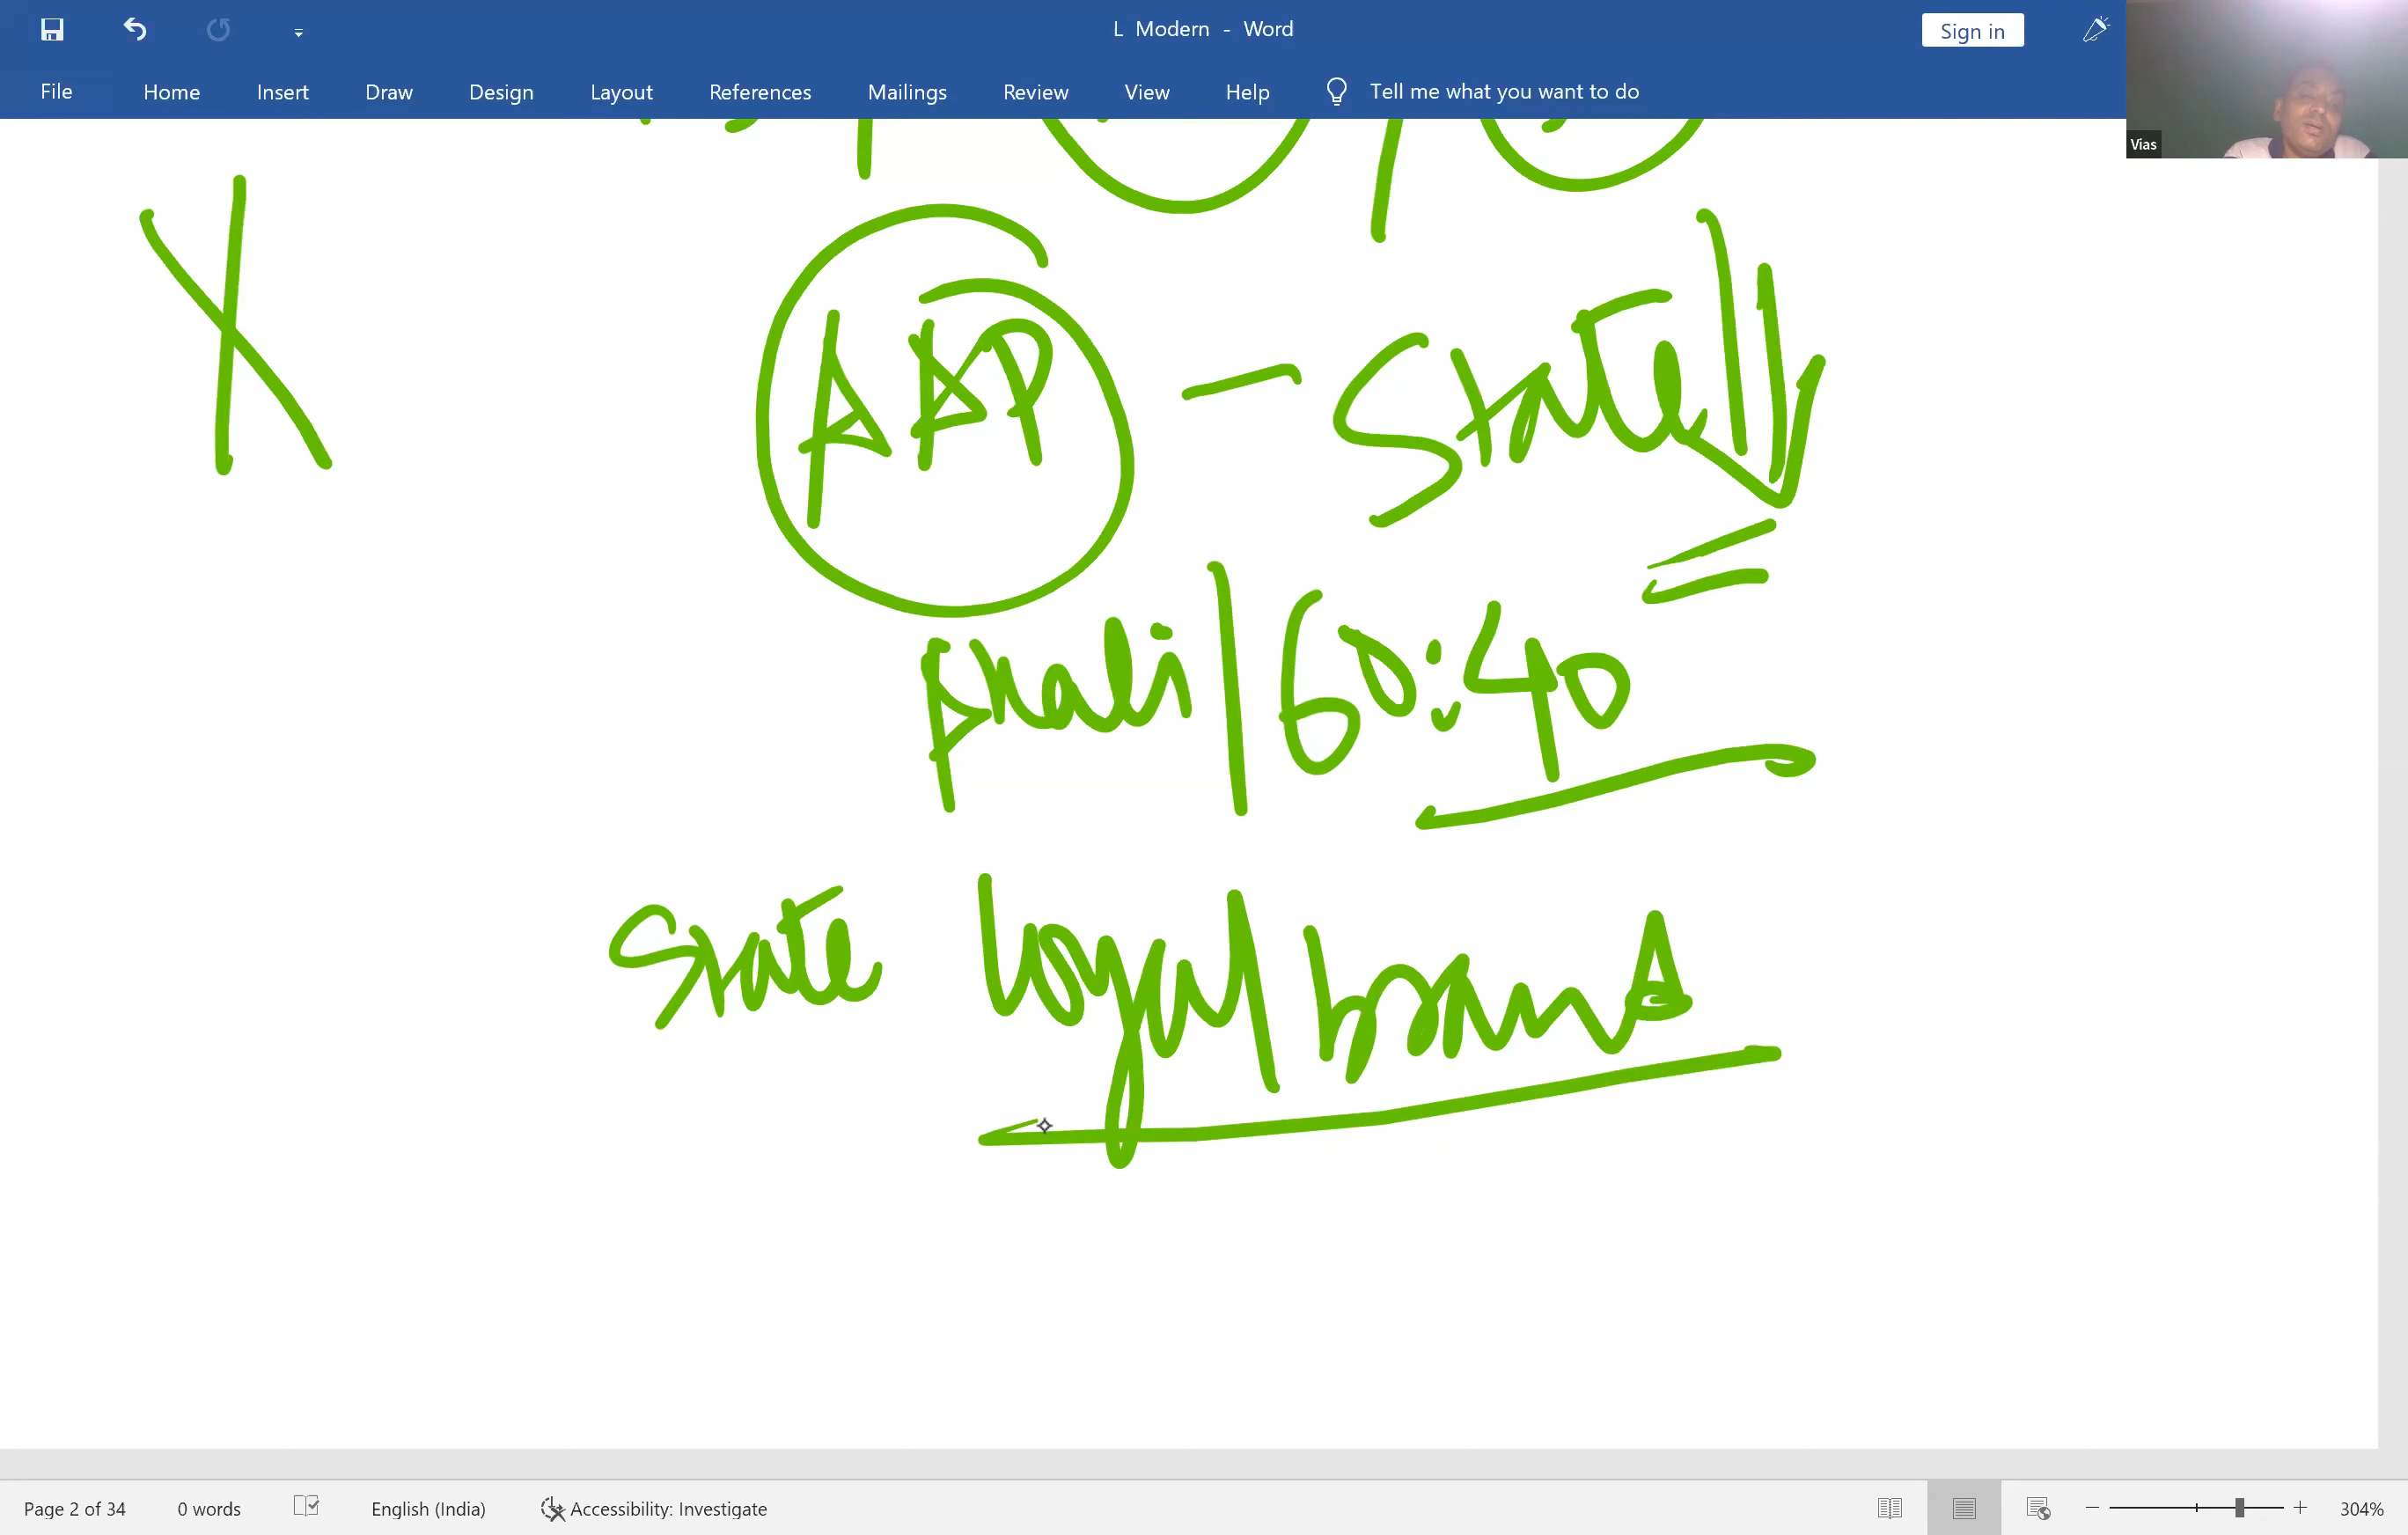 L Modern - Word
Sign in
File Home Insert Draw Design Layout References Mailings Review View Help Tell me what you want to do
Vias
X
AAP — State
60:40
State loyal
Page 2 of 34 0 words English (India) Accessibility: Investigate 304%